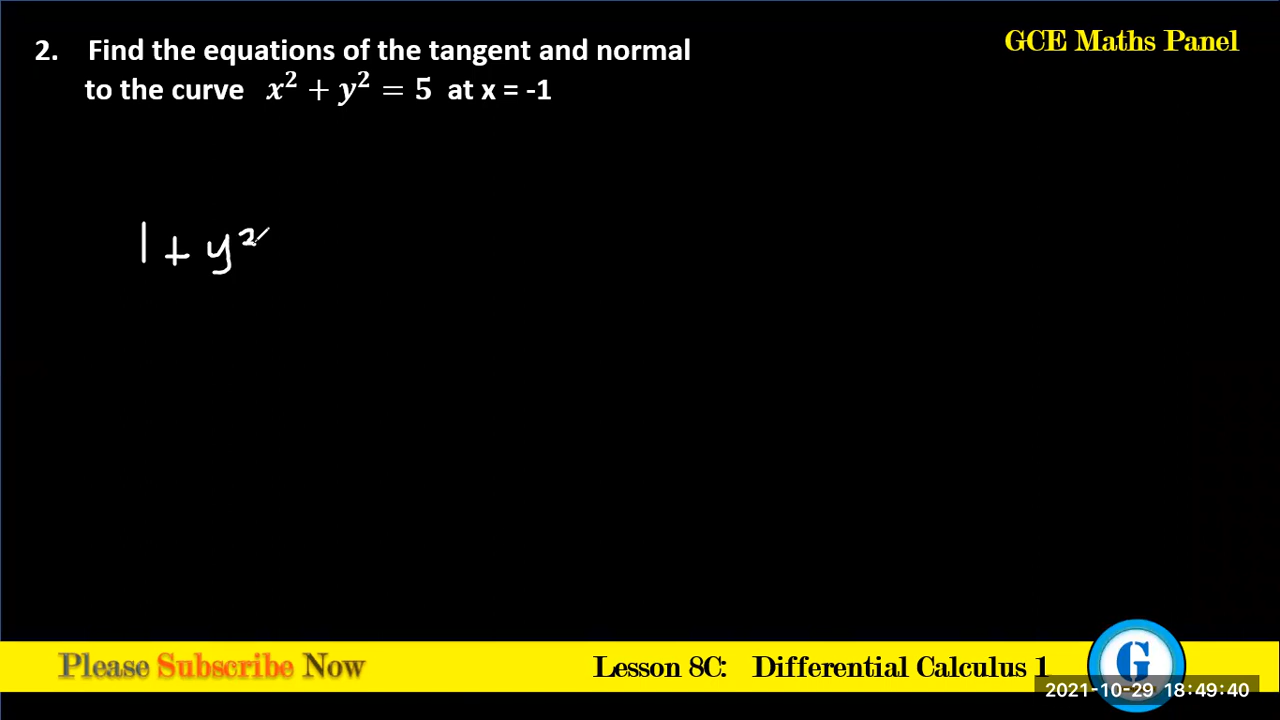 2. Find the equations of the tangent and normal
to the curve x² + y² = 5 at x = -1
GCE Maths Panel
1 + y²
Please Subscribe Now
Lesson 8C: Differential Calculus 1
G
2021-10-29 18:49:40